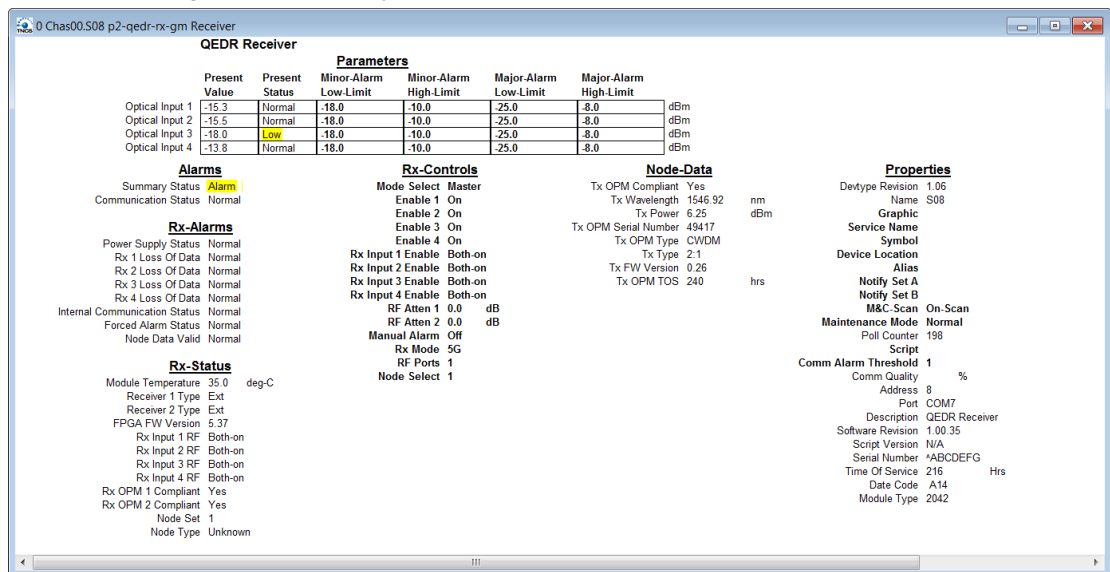 0 Chas00.S08 p2-qedr-rx-gm Receiver
QEDR Receiver
Parameters
Present Present Minor-Alarm Minor-Alarm Major-Alarm Major-Alarm
Value Status Low-Limit High-Limit Low-Limit High-Limit
Optical Input 1 -15.3 Normal -18.0 -10.0 -25.0 -8.0 dBm
Optical Input 2 -15.5 Normal -18.0 -10.0 -25.0 -8.0 dBm
Optical Input 3 -18.0 Low -18.0 -10.0 -25.0 -8.0 dBm
Optical Input 4 -13.8 Normal -18.0 -10.0 -25.0 -8.0 dBm
Alarms
Summary Status Alarm
Communication Status Normal
Rx-Alarms
Power Supply Status Normal
Rx 1 Loss Of Data Normal
Rx 2 Loss Of Data Normal
Rx 3 Loss Of Data Normal
Rx 4 Loss Of Data Normal
Internal Communication Status Normal
Forced Alarm Status Normal
Node Data Valid Normal
Rx-Status
Module Temperature 35.0 deg-C
Receiver 1 Type Ext
Receiver 2 Type Ext
FPGA FW Version 5.37
Rx Input 1 RF Both-on
Rx Input 2 RF Both-on
Rx Input 3 RF Both-on
Rx Input 4 RF Both-on
Rx OPM 1 Compliant Yes
Rx OPM 2 Compliant Yes
Node Set 1
Node Type Unknown
Rx-Controls
Mode Select Master
Enable 1 On
Enable 2 On
Enable 3 On
Enable 4 On
Rx Input 1 Enable Both-on
Rx Input 2 Enable Both-on
Rx Input 3 Enable Both-on
Rx Input 4 Enable Both-on
RF Atten 1 0.0 dB
RF Atten 2 0.0 dB
Manual Alarm Off
Rx Mode 5G
RF Ports 1
Node Select 1
Node-Data
Tx OPM Compliant Yes
Tx Wavelength 1546.92 nm
Tx Power 6.25 dBm
Tx OPM Serial Number 49417
Tx OPM Type CWDM
Tx Type 2:1
Tx FW Version 0.26
Tx OPM TOS 240 hrs
Properties
Devtype Revision 1.06
Name S08
Graphic
Service Name
Symbol
Device Location
Alias
Notify Set A
Notify Set B
M&C-Scan On-Scan
Maintenance Mode Normal
Poll Counter 198
Script
Comm Alarm Threshold 1
Comm Quality %
Address 8
Port COM7
Description QEDR Receiver
Software Revision 1.00.35
Script Version N/A
Serial Number ^ABCDEFG
Time Of Service 216 Hrs
Date Code A14
Module Type 2042